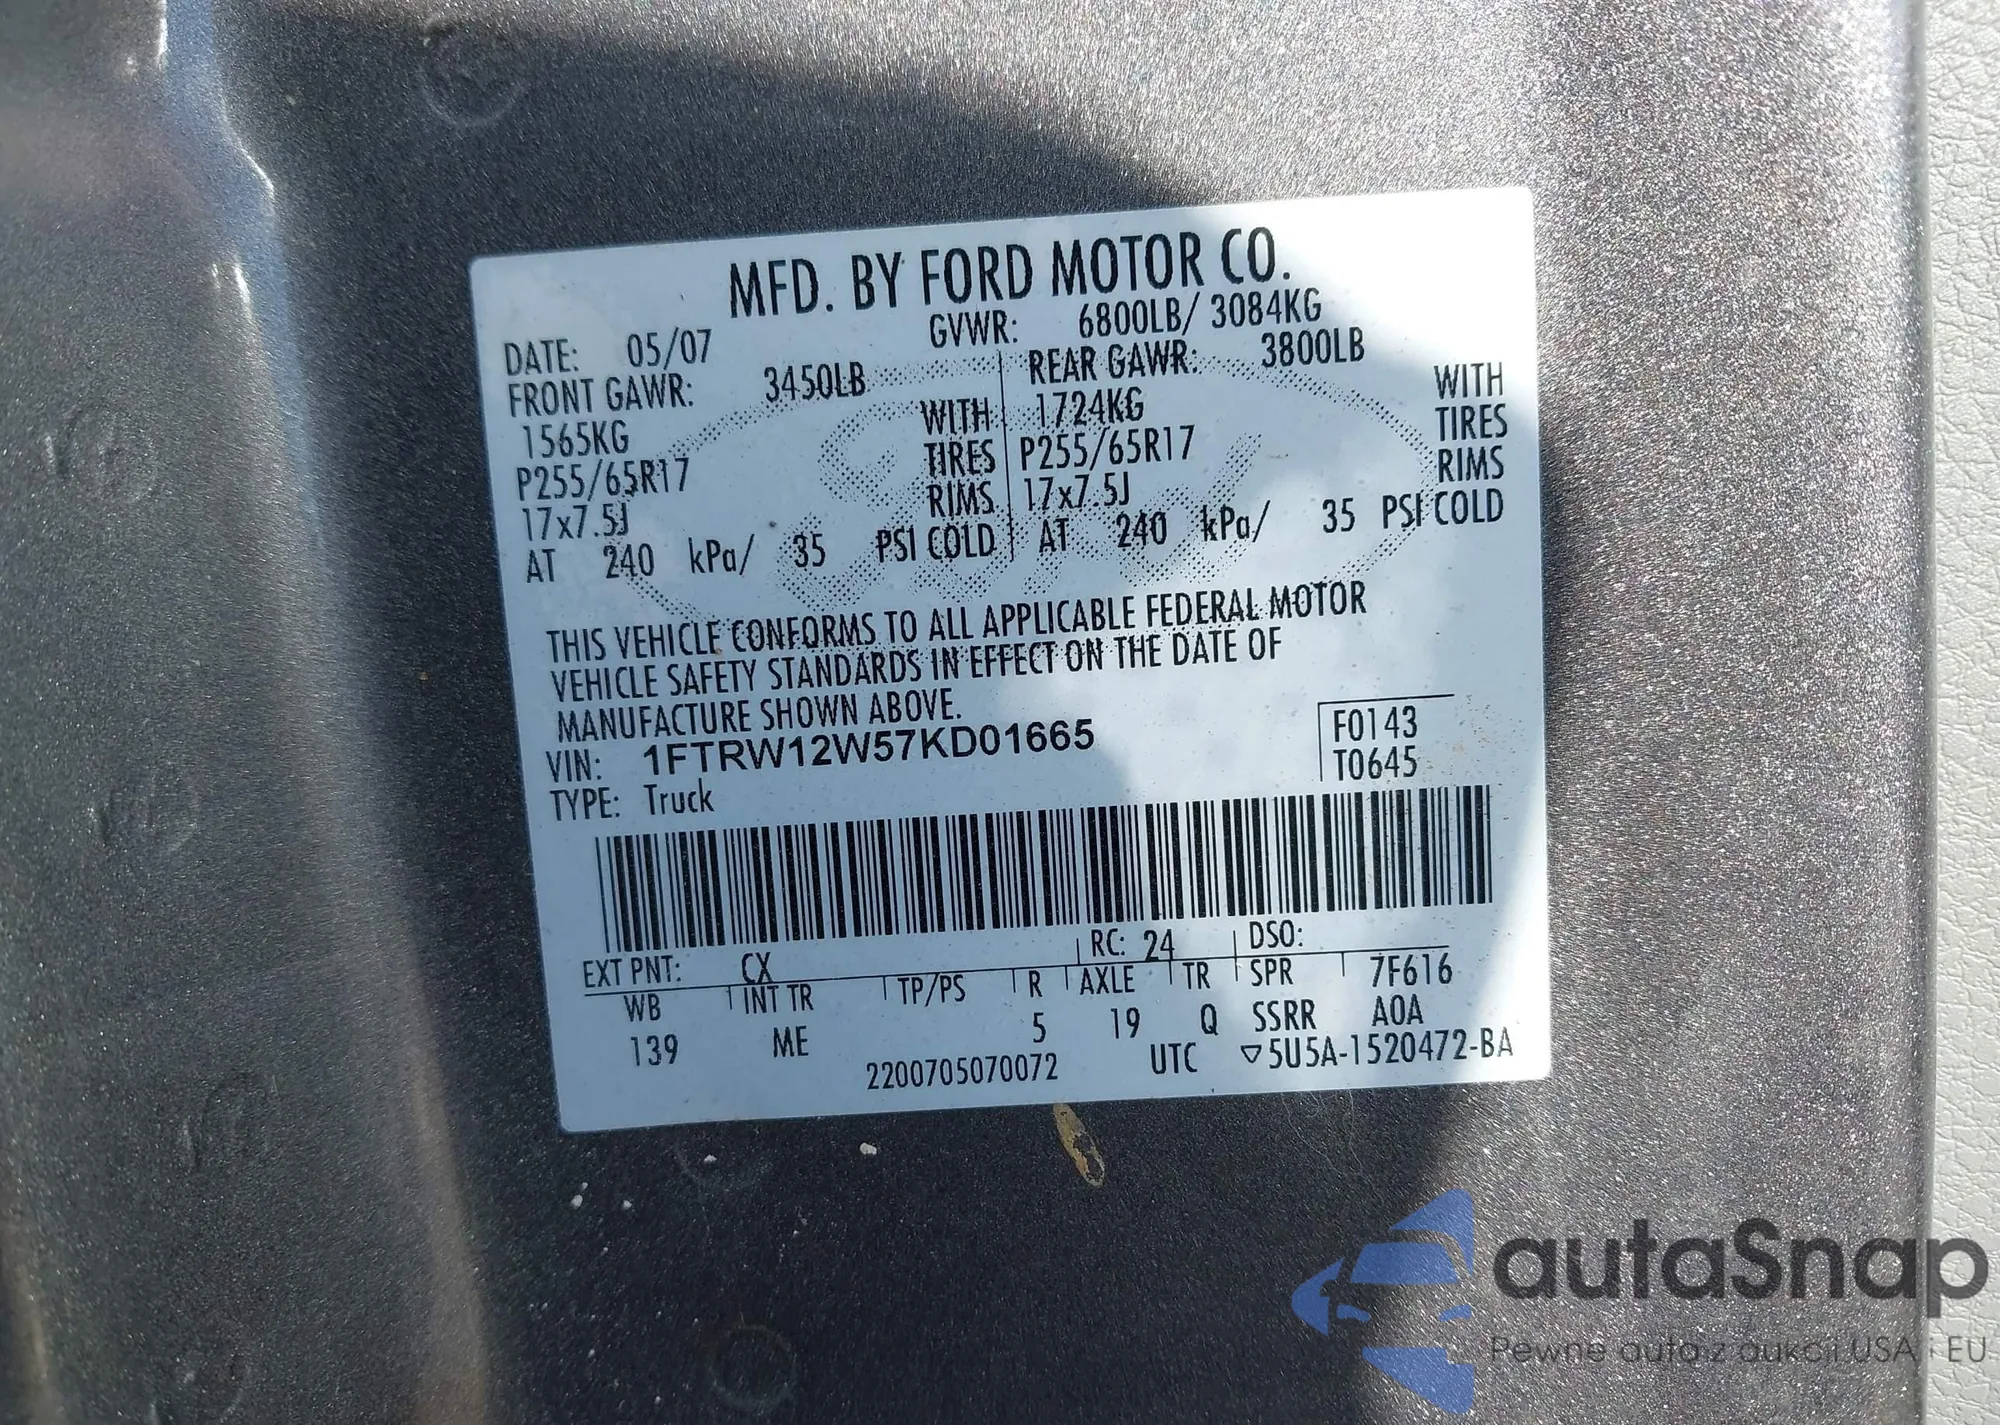 MFD. BY FORD MOTOR CO.
DATE: 05/07 GVWR: 6800LB/ 3084KG
FRONT GAWR: 3450LB REAR GAWR: 3800LB
1565KG WITH 1724KG WITH
P255/65R17 TIRES P255/65R17 TIRES
17x7.5J RIMS 17x7.5J RIMS
AT 240 kPa/ 35 PSI COLD AT 240 kPa/ 35 PSI COLD
THIS VEHICLE CONFORMS TO ALL APPLICABLE FEDERAL MOTOR
VEHICLE SAFETY STANDARDS IN EFFECT ON THE DATE OF
MANUFACTURE SHOWN ABOVE.
VIN: 1FTRW12W57KD01665 F0143
TYPE: Truck T0645
EXT PNT: CX RC: 24 DSO:
WB INT TR TP/PS R AXLE TR SPR 7F616
139 ME 5 19 Q SSRR A0A
2200705070072 UTC ▽5U5A-1520472-BA
autaSnap
Pewne auta z aukcji USA i EU